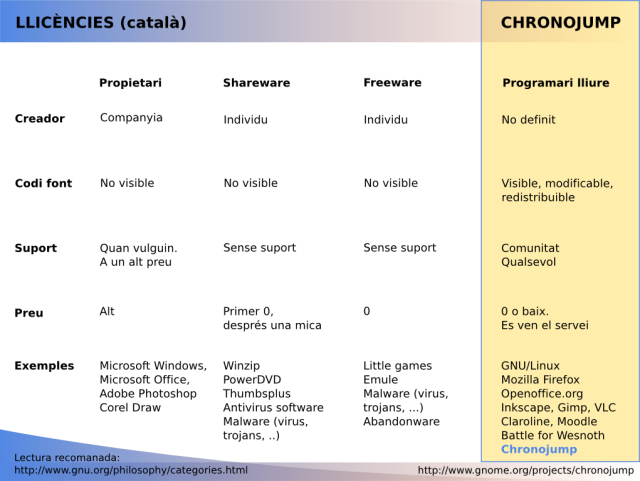 LLICÈNCIES (català)
CHRONOJUMP
Propietari
Shareware
Freeware
Programari lliure
Creador
Companyia
Individu
Individu
No definit
Codi font
No visible
No visible
No visible
Visible, modificable,
redistribuible
Suport
Quan vulguin.
A un alt preu
Sense suport
Sense suport
Comunitat
Qualsevol
Preu
Alt
Primer 0,
després una mica
0
0 o baix.
Es ven el servei
Exemples
Microsoft Windows,
Microsoft Office,
Adobe Photoshop
Corel Draw
Winzip
PowerDVD
Thumbsplus
Antivirus software
Malware (virus,
trojans, ..)
Little games
Emule
Malware (virus,
trojans, ...)
Abandonware
GNU/Linux
Mozilla Firefox
Openoffice.org
Inkscape, Gimp, VLC
Claroline, Moodle
Battle for Wesnoth
Chronojump
Lectura recomanada:
http://www.gnu.org/philosophy/categories.html
http://www.gnome.org/projects/chronojump